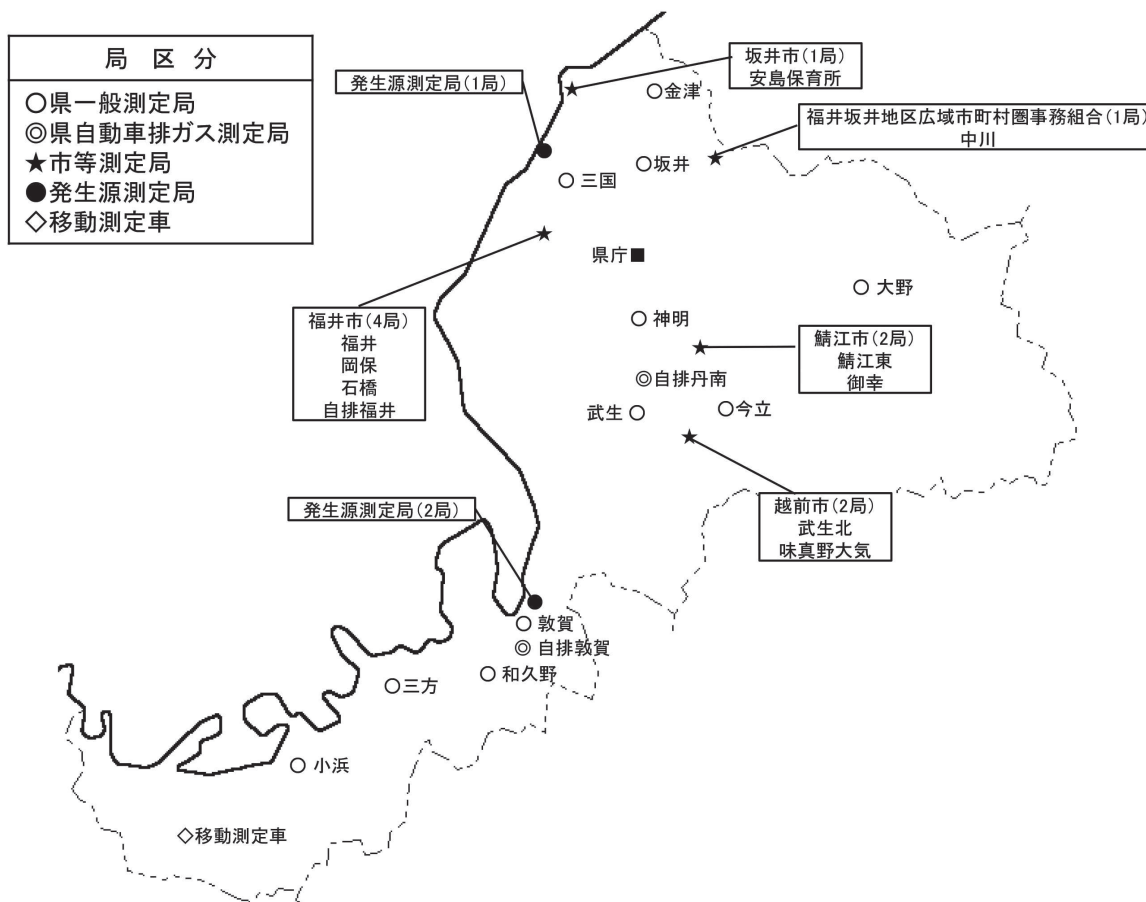 局 区 分
○県一般測定局
◎県自動車排ガス測定局
★市等測定局
●発生源測定局
◇移動測定車
発生源測定局(1局)
坂井市(1局)
安島保育所
金津
福井坂井地区広域市町村圏事務組合(1局)
中川
坂井
三国
県庁■
大野
福井市(4局)
福井
岡保
石橋
自排福井
神明
鯖江市(2局)
鯖江東
御幸
自排丹南
武生
今立
越前市(2局)
武生北
味真野大気
発生源測定局(2局)
敦賀
自排敦賀
和久野
三方
小浜
◇移動測定車